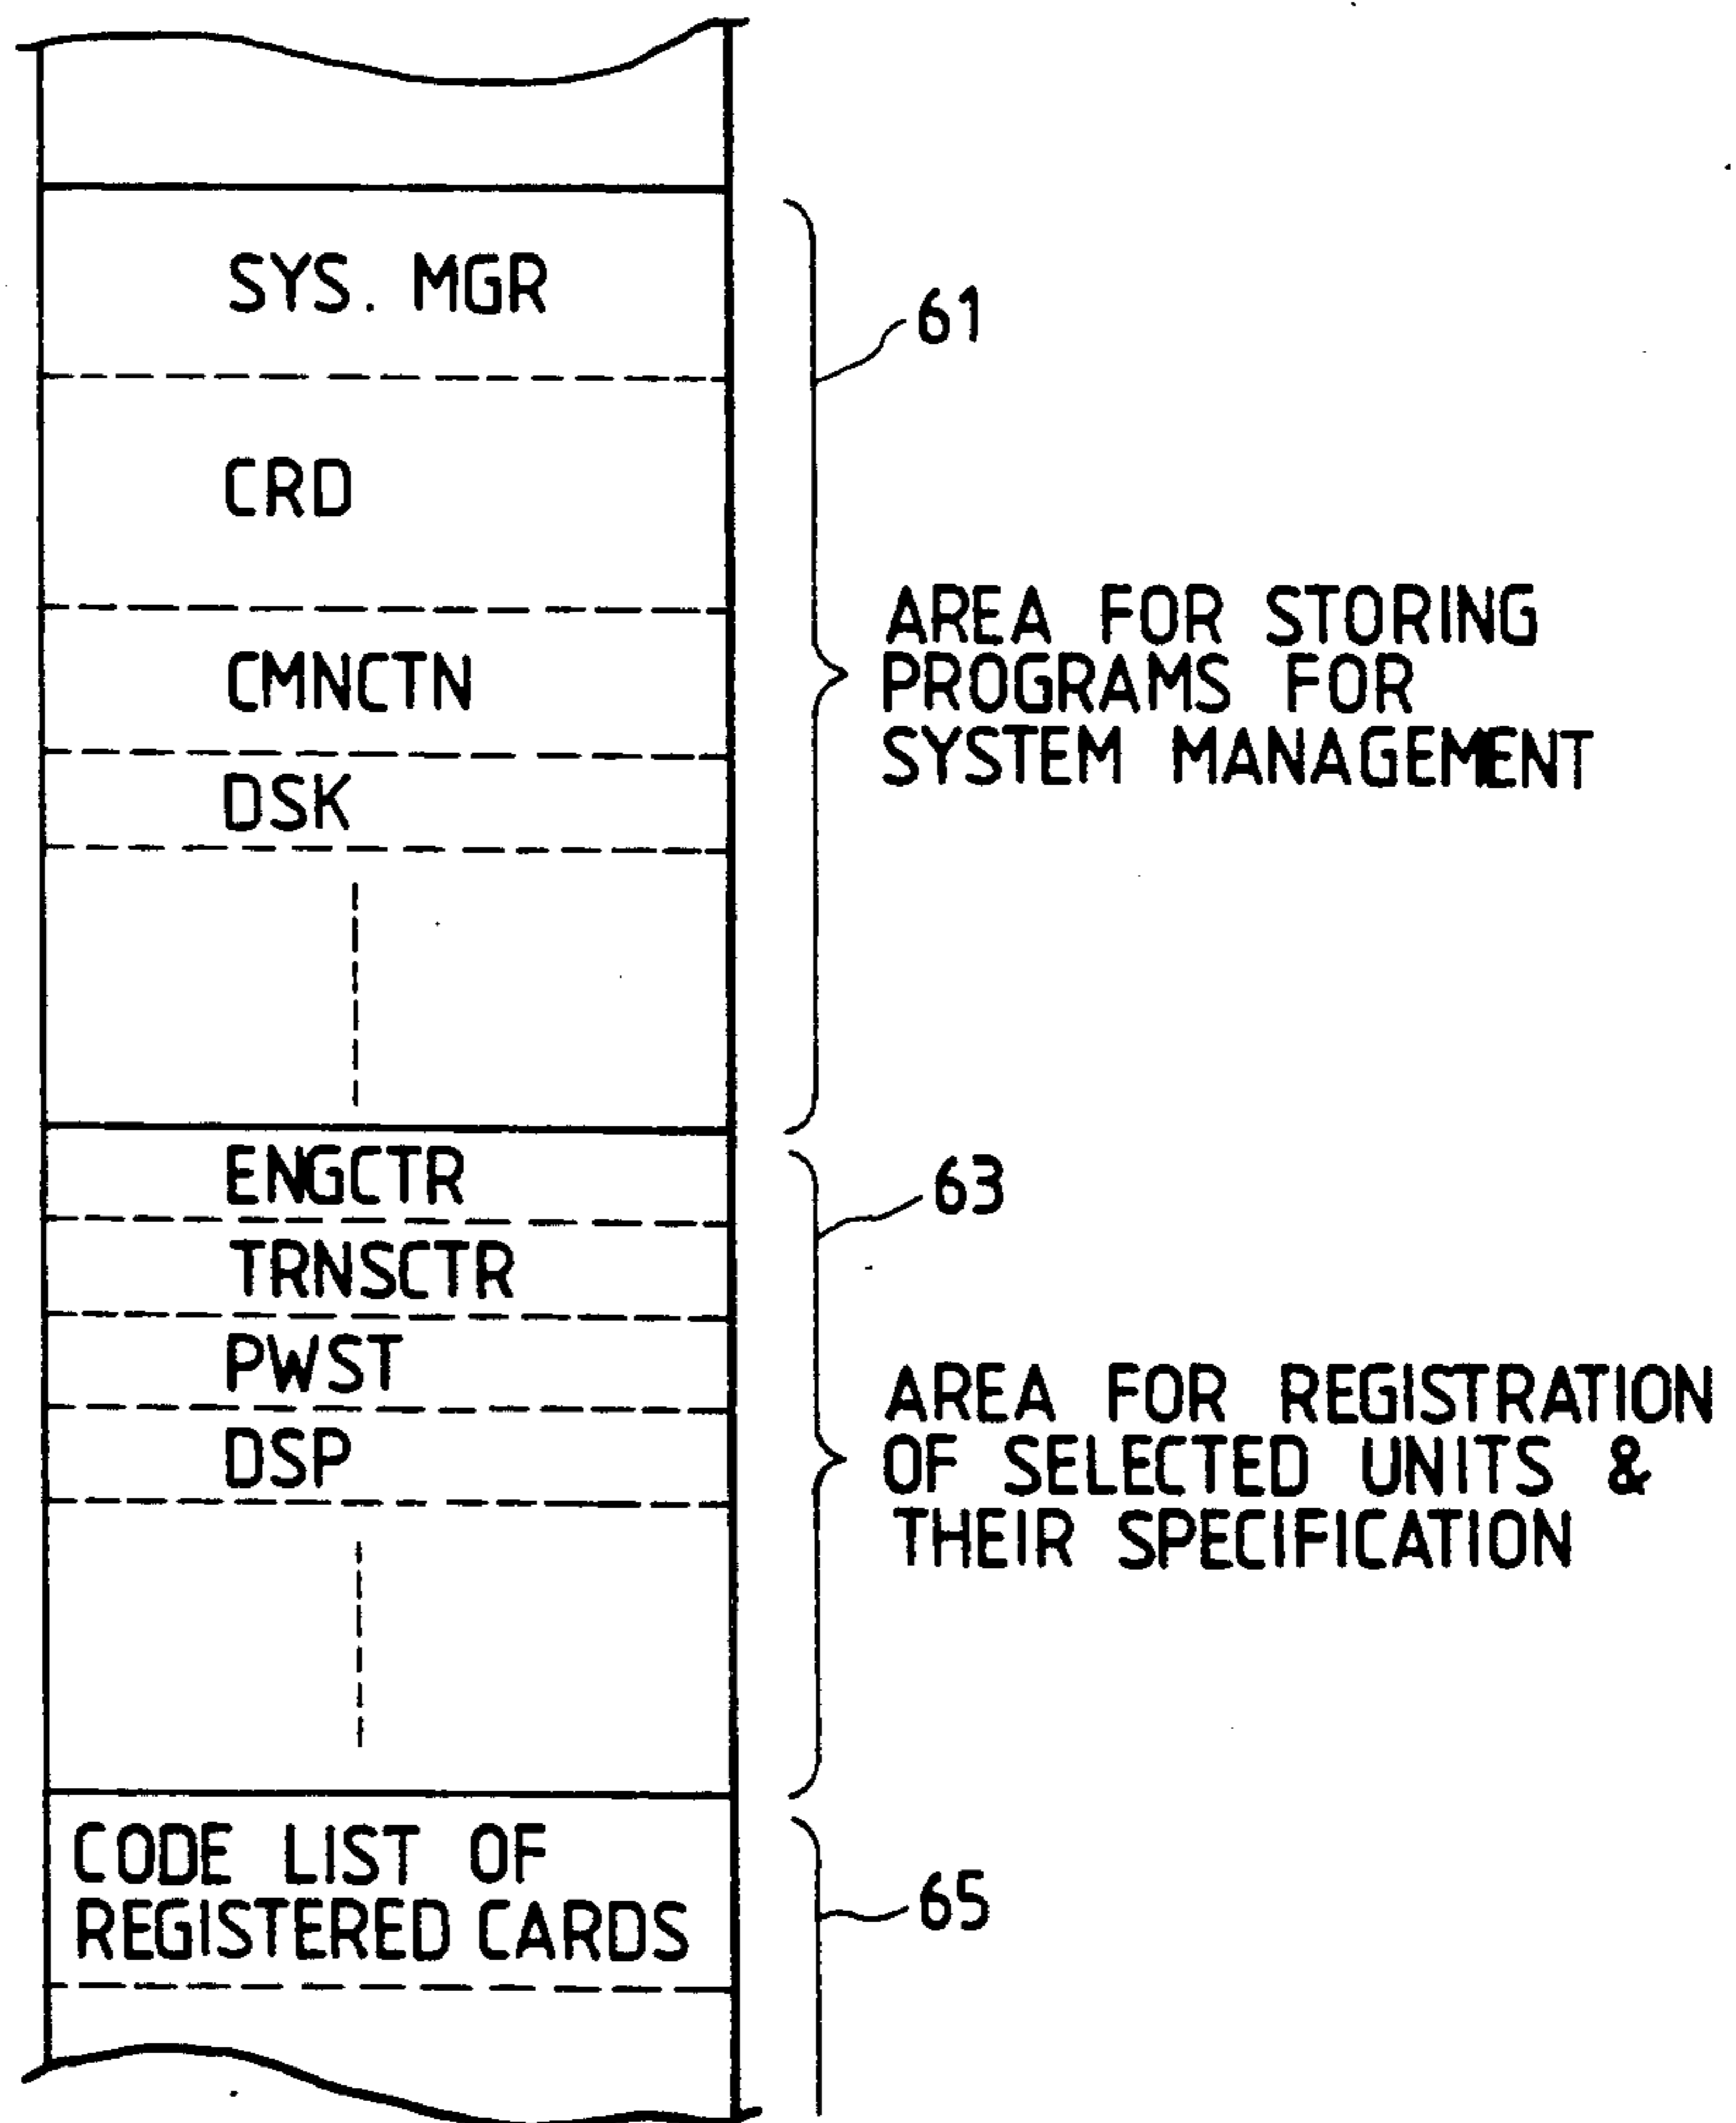 SYS. MGR
61
CRD
AREA FOR STORING
PROGRAMS FOR
SYSTEM MANAGEMENT
CMNCTN
DSK
ENGCTR
63
TRNSCTR
PWST
DSP
AREA FOR REGISTRATION
OF SELECTED UNITS &
THEIR SPECIFICATION
CODE LIST OF
REGISTERED CARDS
65